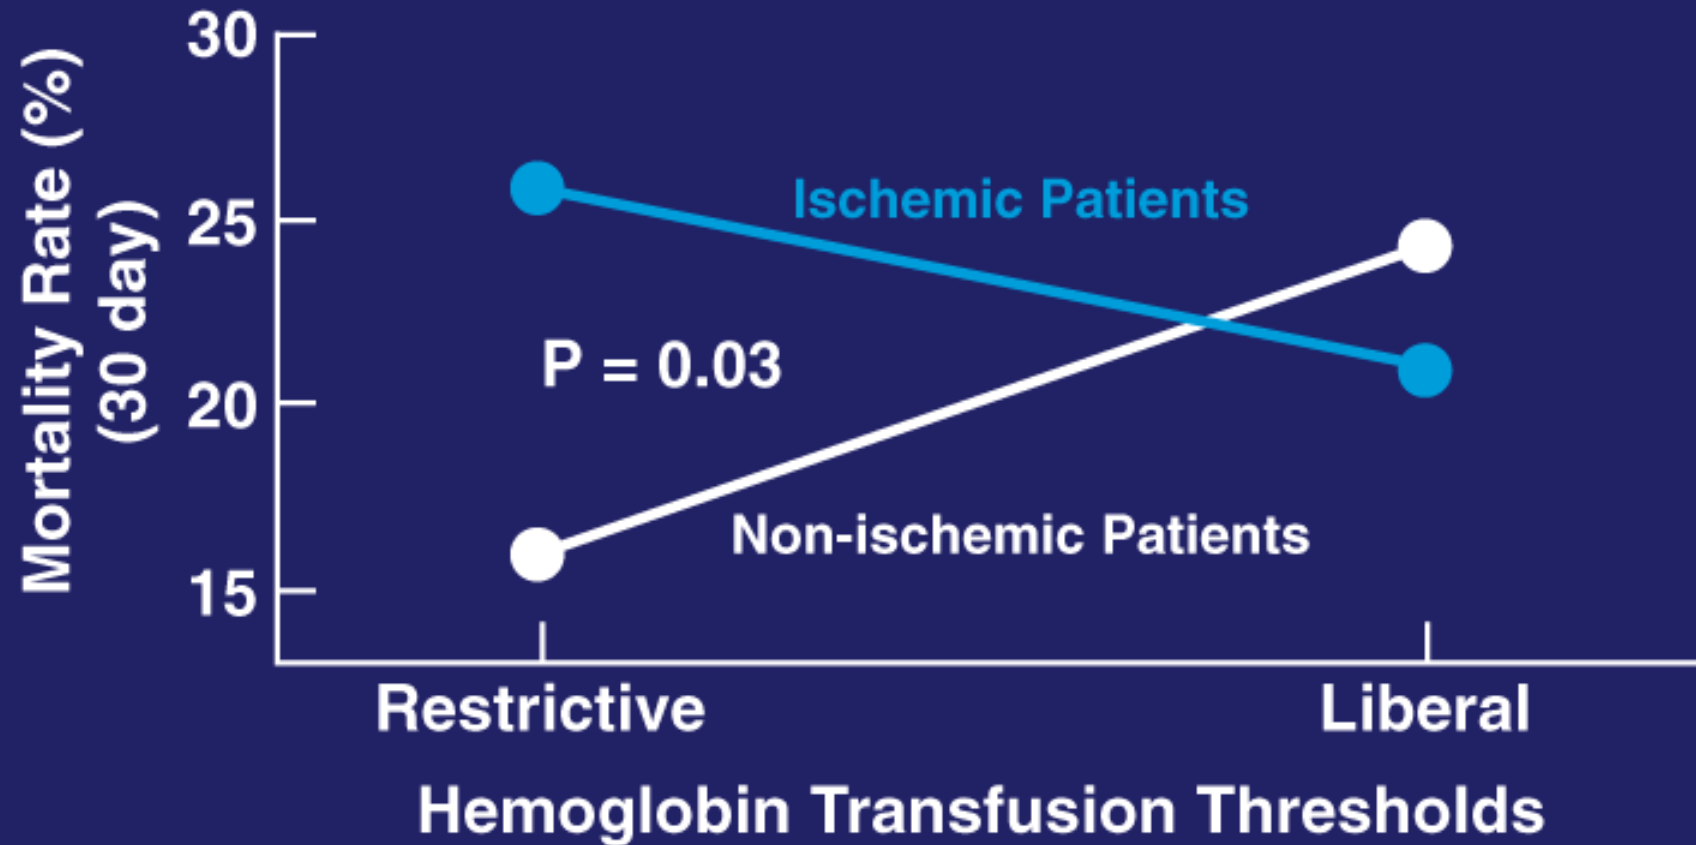 Mortality Rate (%)
(30 day)
30
25
20
15
Ischemic Patients
P = 0.03
Non-ischemic Patients
Restrictive
Liberal
Hemoglobin Transfusion Thresholds